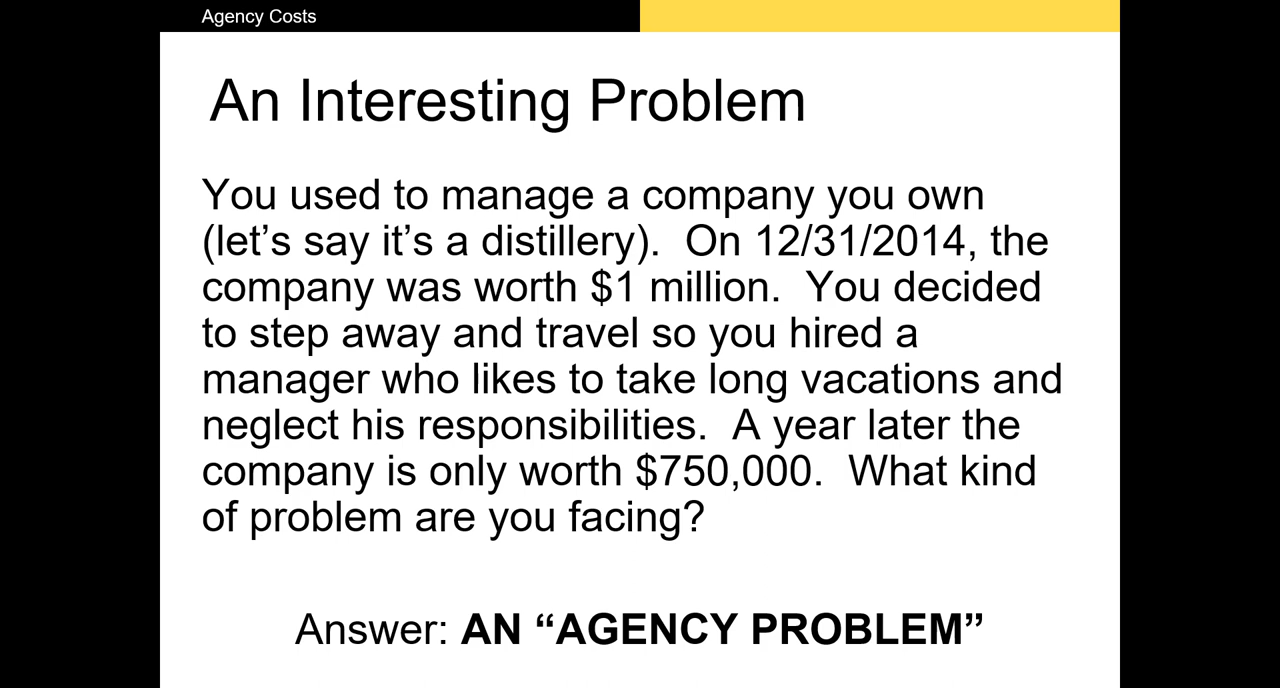 Agency Costs
An Interesting Problem
You used to manage a company you own
(let’s say it’s a distillery).  On 12/31/2014, the
company was worth $1 million.  You decided
to step away and travel so you hired a
manager who likes to take long vacations and
neglect his responsibilities.  A year later the
company is only worth $750,000.  What kind
of problem are you facing?
Answer: AN “AGENCY PROBLEM”